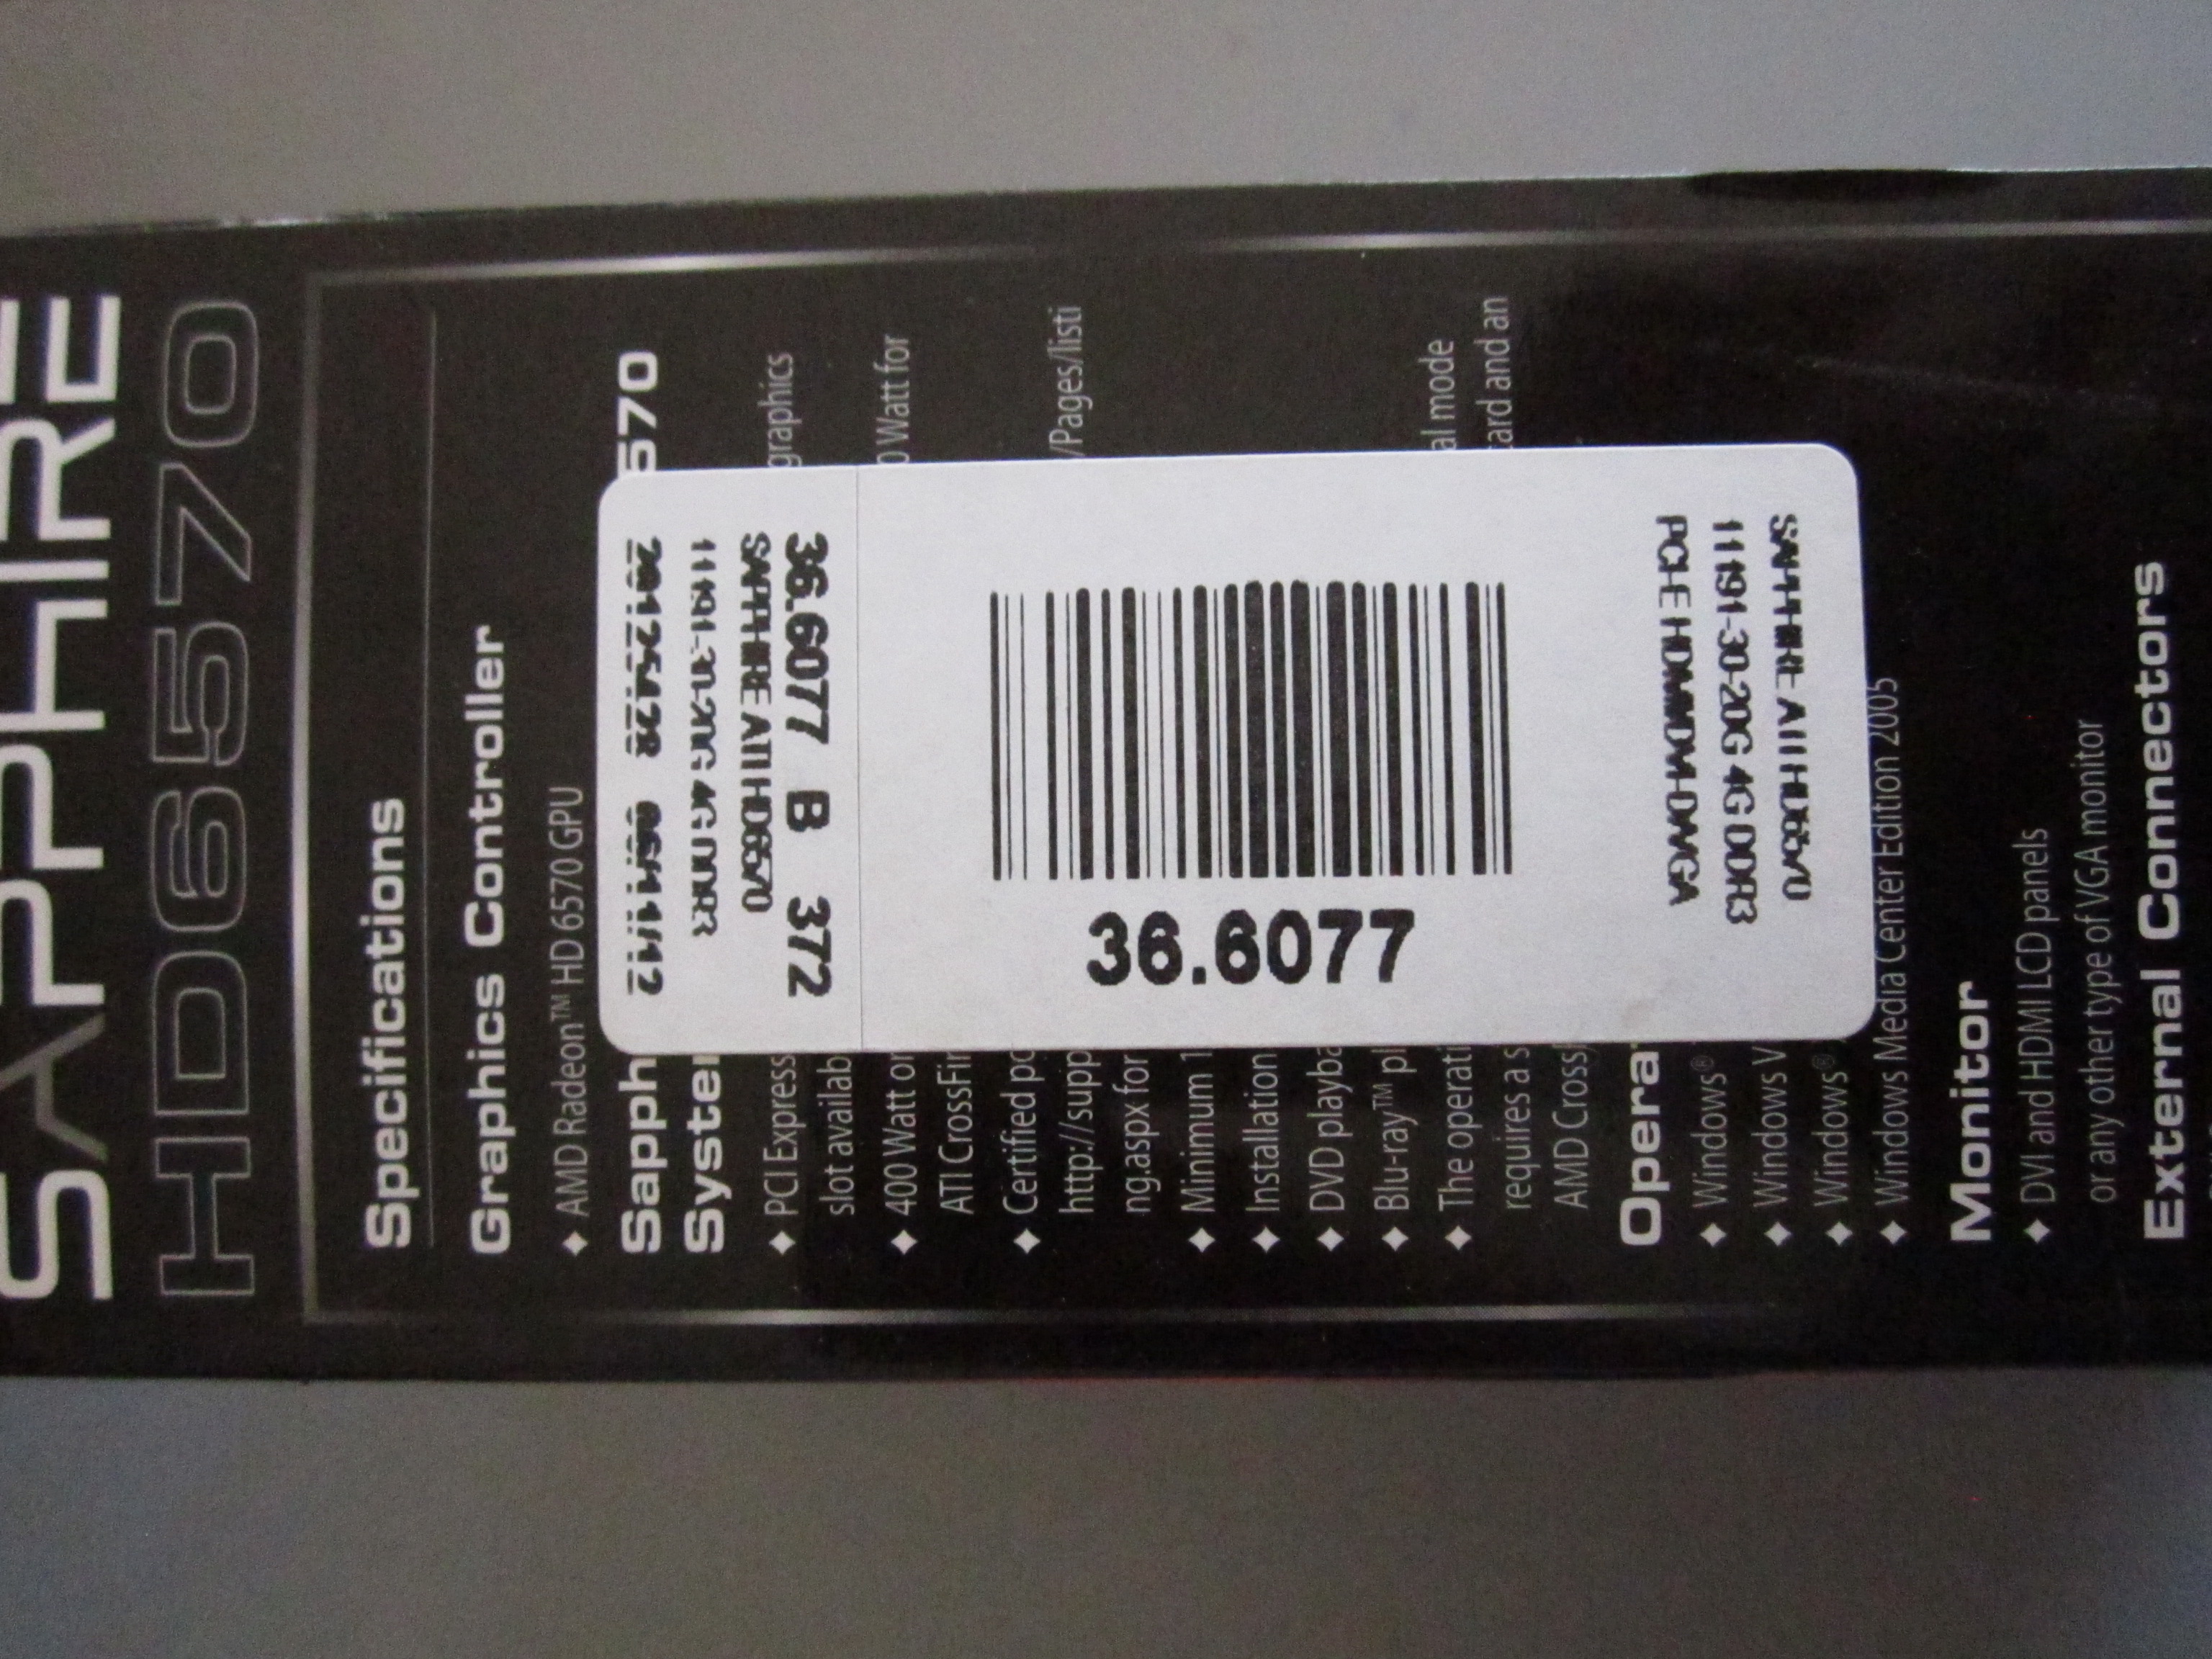 SAPPHIRE
HD6570
Specifications
Graphics Controller
AMD Radeon™ HD 6570 GPU
Sapph 570
System
PCI Express graphics
slot availab
400 Watt or 0 Watt for
ATI CrossFir
Certified po
http://supp /Pages/listi
ng.aspx for
Minimum 1
Installation
DVD playba
Blu-ray™ pl
The operati al mode
requires a s card and an
AMD Cross
Opera
Windows®
Windows V
Windows®
Windows Media Center Edition 2005
Monitor
DVI and HDMI LCD panels
or any other type of VGA monitor
External Connectors
36.6077 B 372
SAPPHIRE ATI HD6570
11191-30-20G 4G DDR3
36.6077
SAPPHIRE ATI HD6570
11191-30-20G 4G DDR3